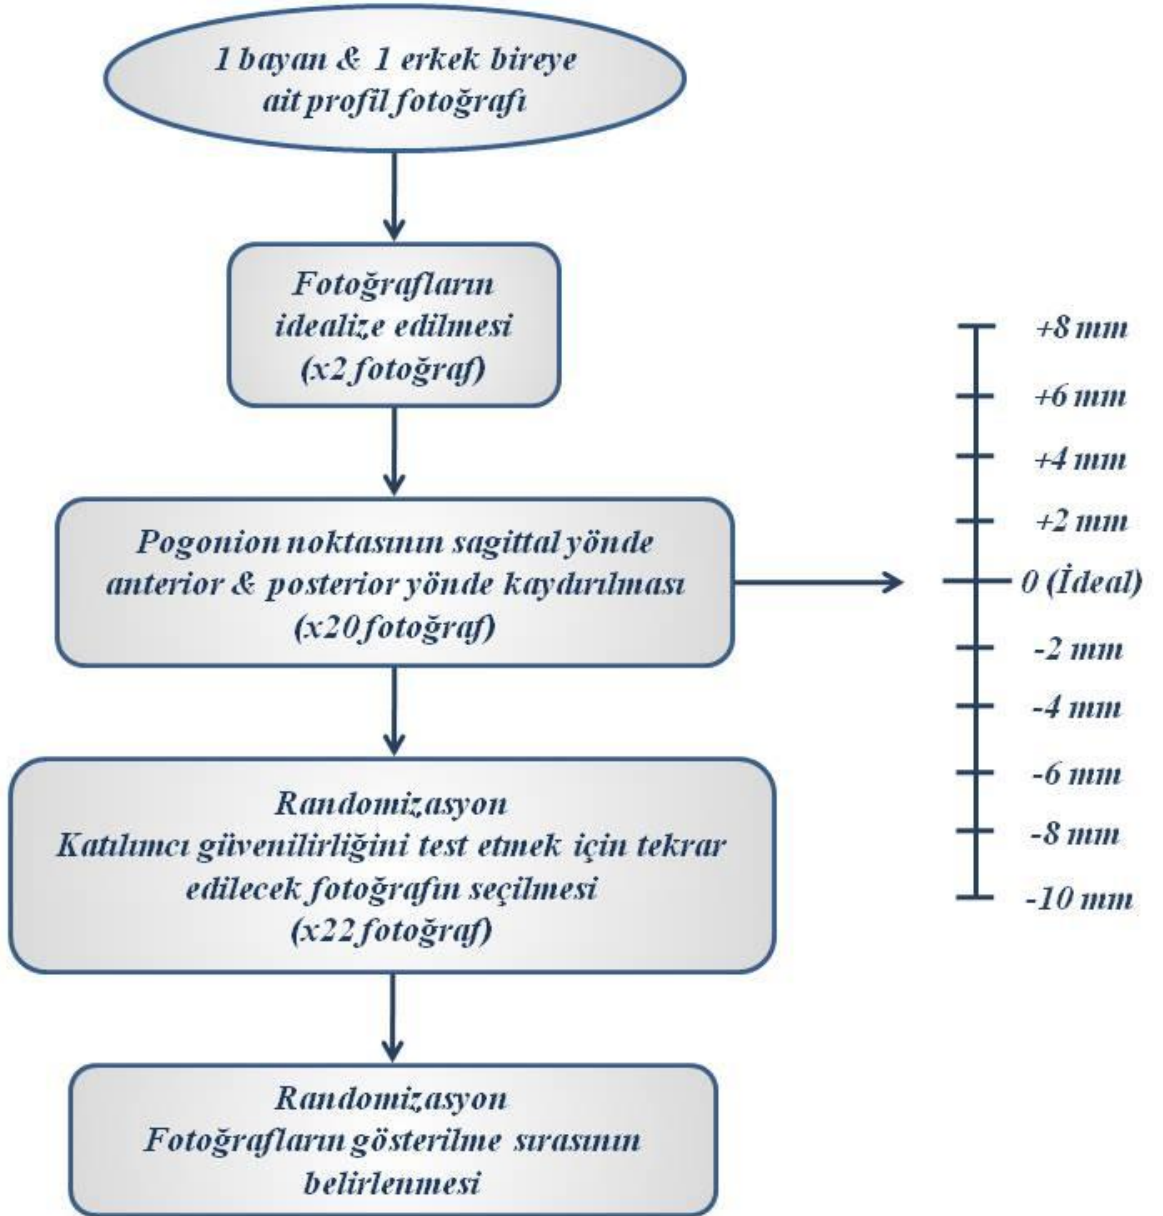 1 bayan & 1 erkek bireye
ait profil fotoğrafı
Fotoğrafların
idealize edilmesi
(x2 fotoğraf)
Pogonion noktasının sagittal yönde
anterior & posterior yönde kaydırılması
(x20 fotoğraf)
Randomizasyon
Katılımcı güvenilirliğini test etmek için tekrar
edilecek fotoğrafın seçilmesi
(x22 fotoğraf)
Randomizasyon
Fotoğrafların gösterilme sırasının
belirlenmesi
+8 mm
+6 mm
+4 mm
+2 mm
0 (İdeal)
-2 mm
-4 mm
-6 mm
-8 mm
-10 mm